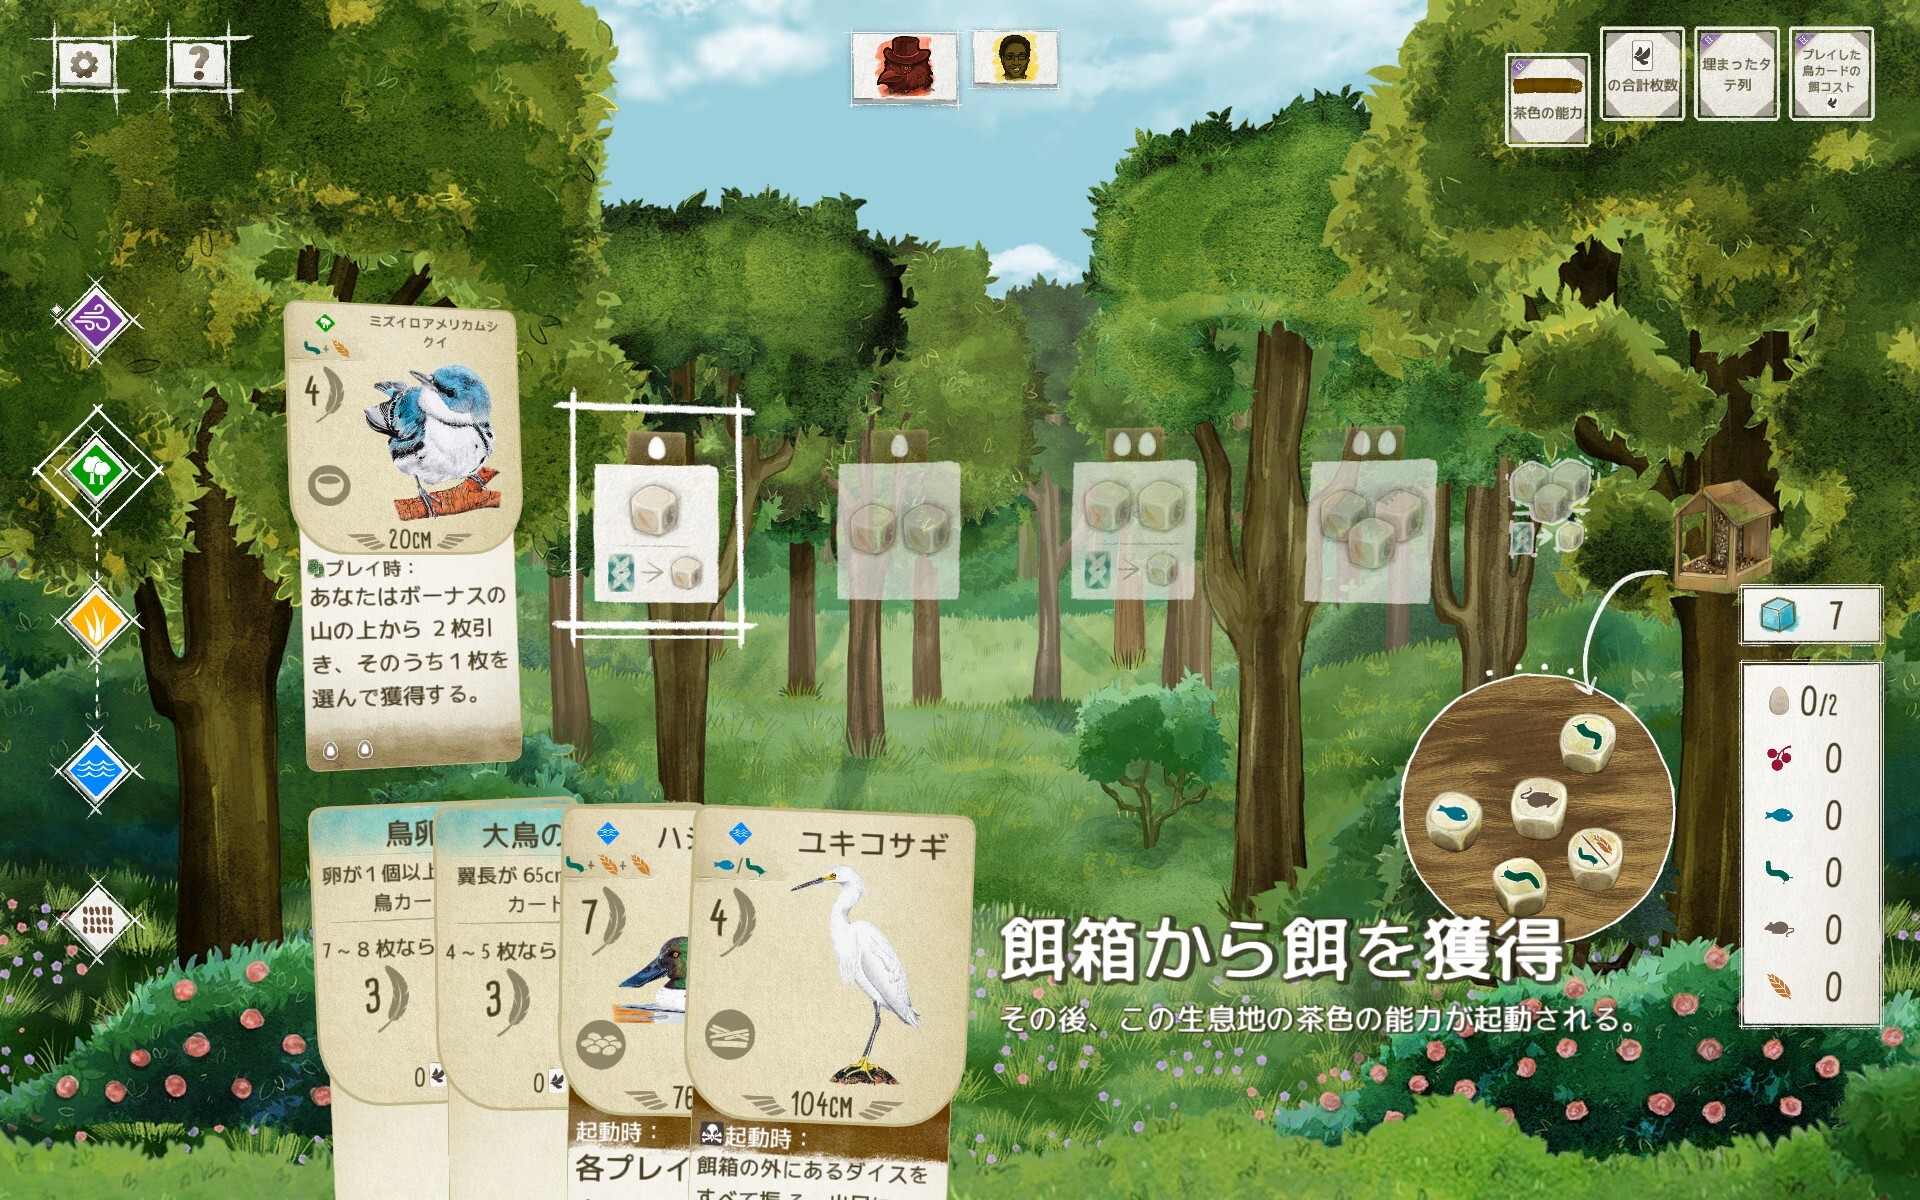 ?
茶色の能力
の合計枚数
埋まったタ
テ列
プレイした
鳥カードの
餌コスト
ミズイロアメリカムシ
クイ
4
20CM
プレイ時：
あなたはボーナスの
山の上から 2枚引
き、そのうち1枚を
選んで獲得する。
7
0/2
0
0
0
0
0
鳥卵
卵が1個以上
鳥カー
7～8枚なら
3
0
大鳥の
翼長が 65cm
カート
4～5枚なら
3
0
ハシ
7
76
起動時：
各プレイ
ユキコサギ
4
104CM
起動時：
餌箱の外にあるダイスを
餌箱から餌を獲得
その後、この生息地の茶色の能力が起動される。